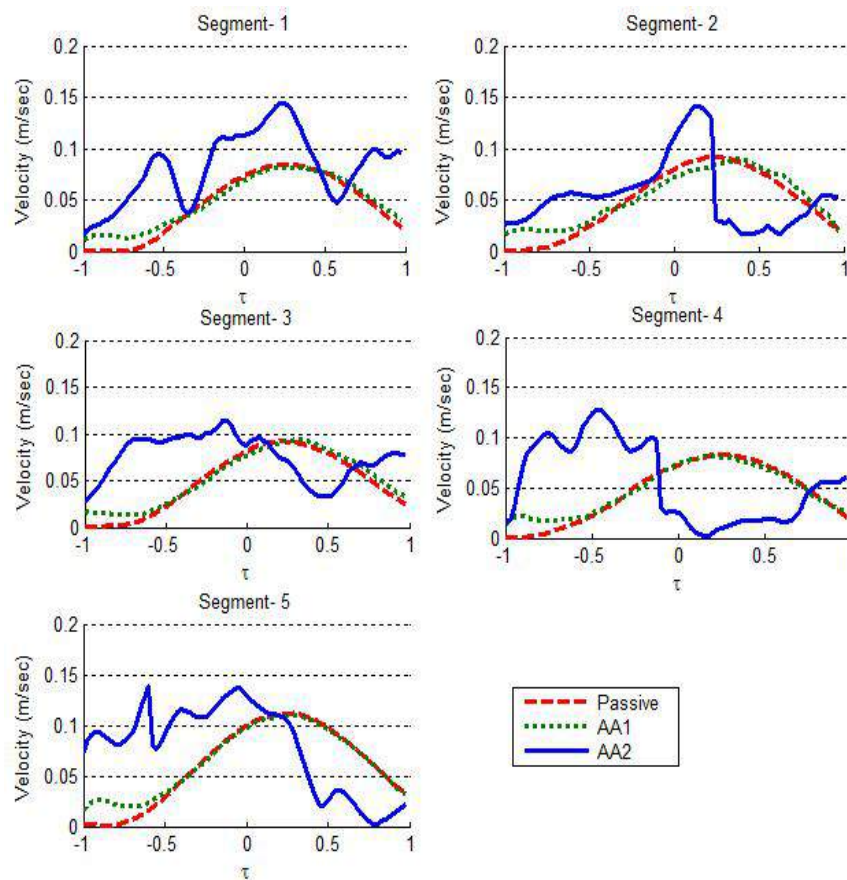 Segment- 1
0.2
0.15
0.1
0.05
0
Velocity (m/sec)
-1 -0.5 0 0.5 1
τ
Segment- 2
0.2
0.15
0.1
0.05
0
Velocity (m/sec)
-1 -0.5 0 0.5 1
τ
Segment- 3
0.2
0.15
0.1
0.05
0
Velocity (m/sec)
-1 -0.5 0 0.5 1
τ
Segment- 4
0.2
0.15
0.1
0.05
0
Velocity (m/sec)
-1 -0.5 0 0.5
τ
Segment- 5
0.2
0.15
0.1
0.05
0
Velocity (m/sec)
-1 -0.5 0 0.5 1
τ
Passive
AA1
AA2